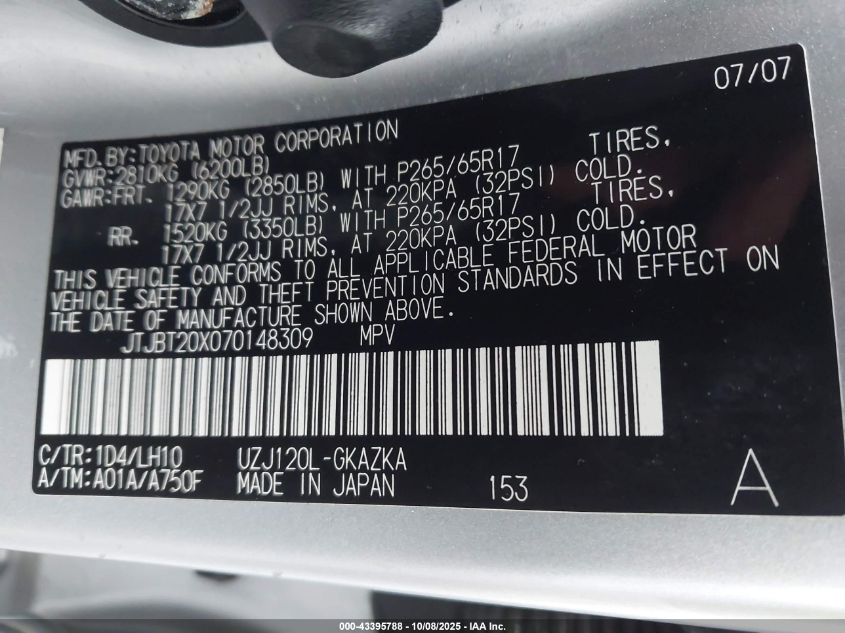 07/07
MFD. BY: TOYOTA MOTOR CORPORATION
GVWR: 2810KG (6200LB)
GAWR: FRT. 1290KG (2850LB) WITH P265/65R17 TIRES,
17X7 1/2JJ RIMS, AT 220KPA (32PSI) COLD.
RR. 1520KG (3350LB) WITH P265/65R17 TIRES,
17X7 1/2JJ RIMS, AT 220KPA (32PSI) COLD.
THIS VEHICLE CONFORMS TO ALL APPLICABLE FEDERAL MOTOR
VEHICLE SAFETY AND THEFT PREVENTION STANDARDS IN EFFECT ON
THE DATE OF MANUFACTURE SHOWN ABOVE.
JTJBT20X070148309 MPV
C/TR: 1D4/LH10 UZJ120L-GKAZKA
A/TM: A01A/A750F MADE IN JAPAN 153 A
000-43395788 - 10/08/2025 - IAA Inc.